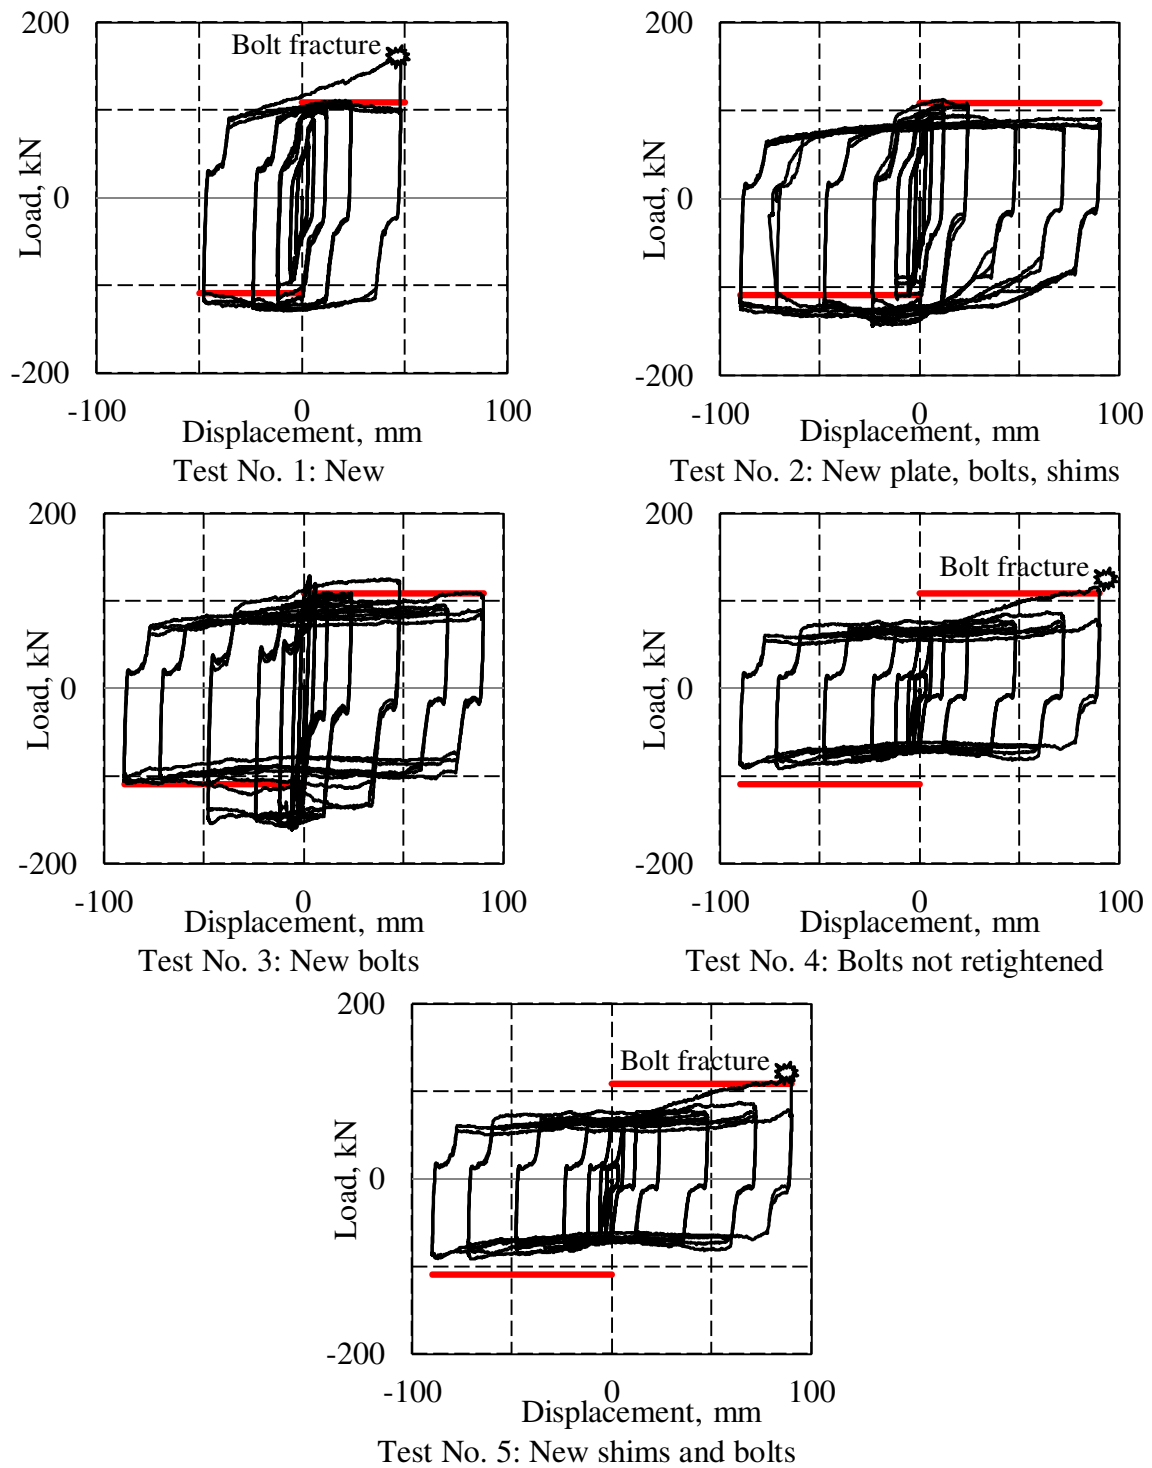 200
Bolt fracture
Load, kN
0
-200
-100
0
100
Displacement, mm
Test No. 1: New
200
Load, kN
0
-200
-100
0
100
Displacement, mm
Test No. 2: New plate, bolts, shims
200
Load, kN
0
-200
-100
0
100
Displacement, mm
Test No. 3: New bolts
200
Bolt fracture
Load, kN
0
-200
-100
0
100
Displacement, mm
Test No. 4: Bolts not retightened
200
Bolt fracture
Load, kN
0
-200
-100
0
100
Displacement, mm
Test No. 5: New shims and bolts